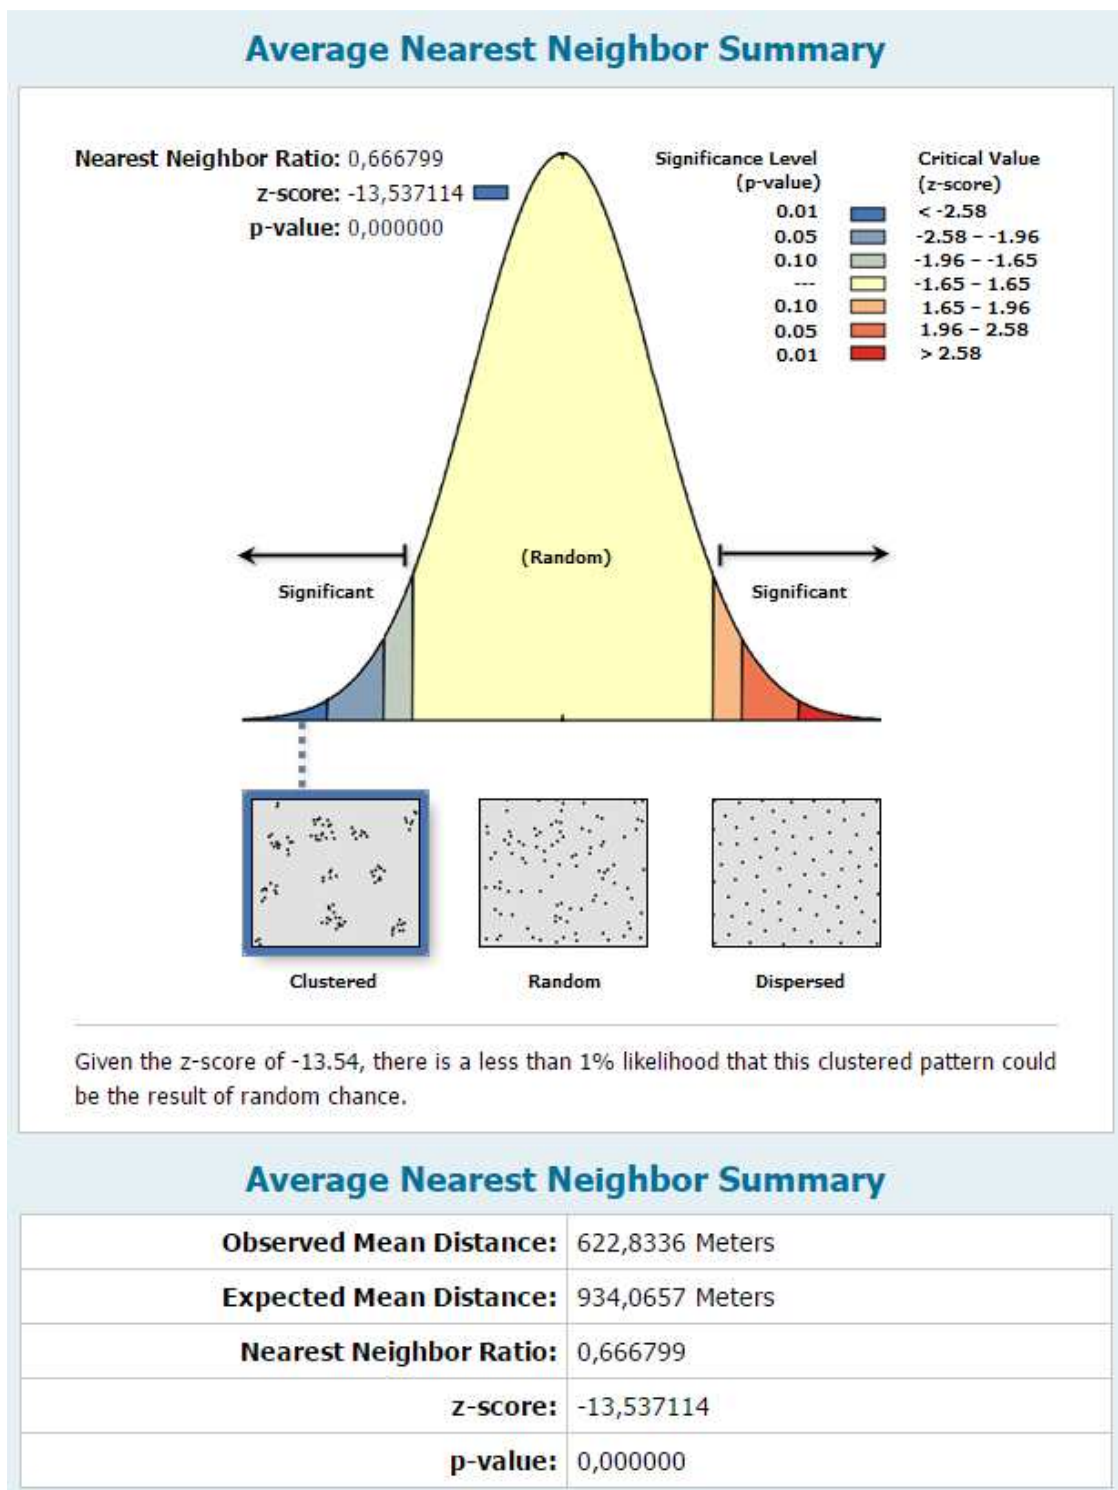 Average Nearest Neighbor Summary
Nearest Neighbor Ratio: 0,666799
z-score: -13,537114
p-value: 0,000000
Significance Level (p-value) Critical Value (z-score)
0.01 < -2.58
0.05 -2.58 – -1.96
0.10 -1.96 – -1.65
--- -1.65 – 1.65
0.10 1.65 – 1.96
0.05 1.96 – 2.58
0.01 > 2.58
(Random)
Significant Significant
Clustered Random Dispersed
Given the z-score of -13.54, there is a less than 1% likelihood that this clustered pattern could
be the result of random chance.
Average Nearest Neighbor Summary
Observed Mean Distance: 622,8336 Meters
Expected Mean Distance: 934,0657 Meters
Nearest Neighbor Ratio: 0,666799
z-score: -13,537114
p-value: 0,000000